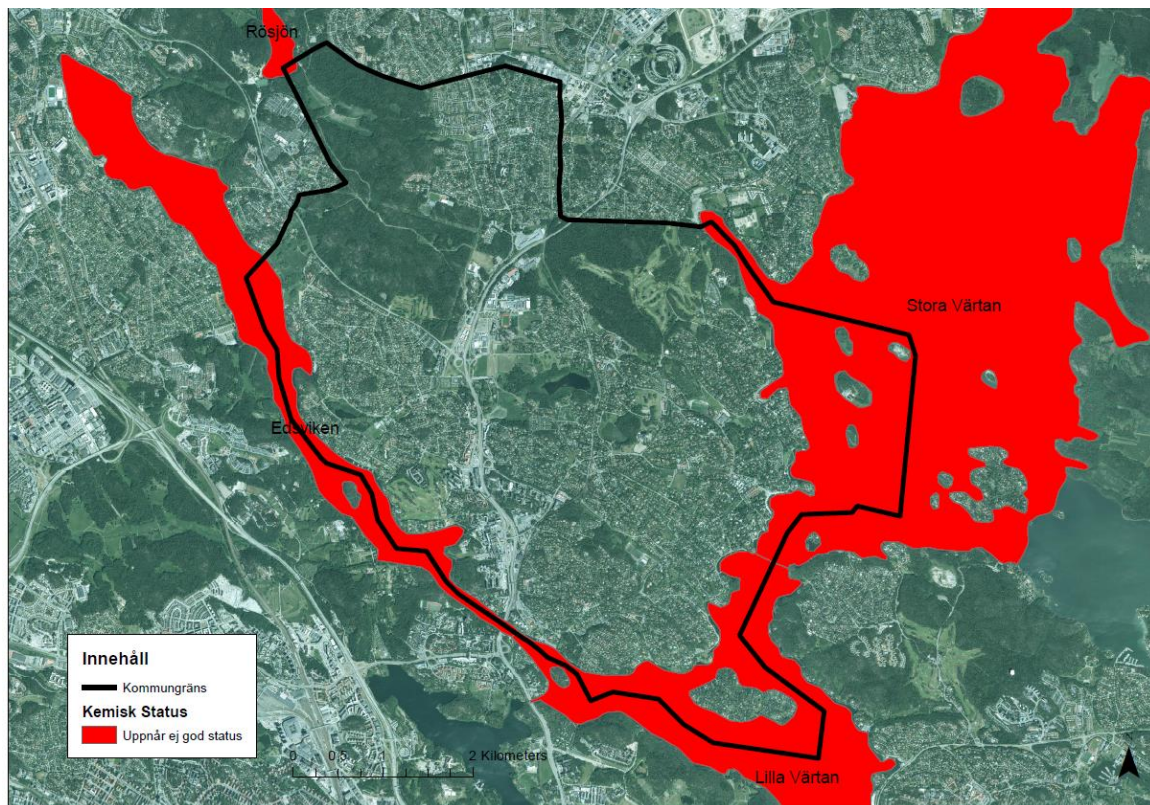 Rösjön
Stora Värtan
Edsviken
Innehåll
Kommungräns
Kemisk Status
Uppnår ej god status
0 0,5 1 2 Kilometers
Lilla Värtan